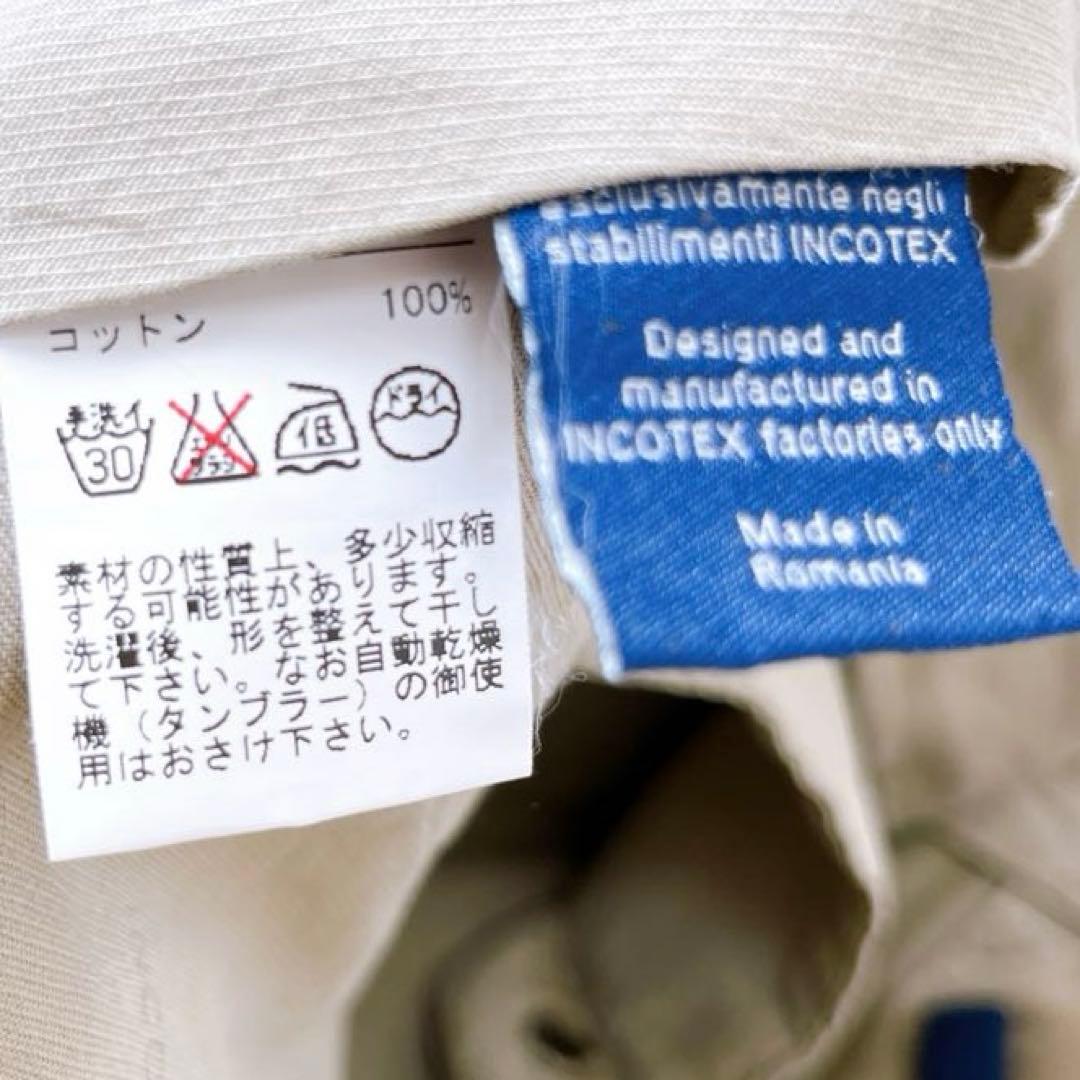 コットン 100%
手洗イ
30
エンソ
サラシ
低
ドライ
素材の性質上、多少収縮
する可能性があります。
洗濯後、形を整えて干し
て下さい。なお自動乾燥
機（タンブラー）の御使
用はおさけ下さい。
esclusivamente negli
stabilimenti INCOTEX
Designed and
manufactured in
INCOTEX factories only
Made in
Romania